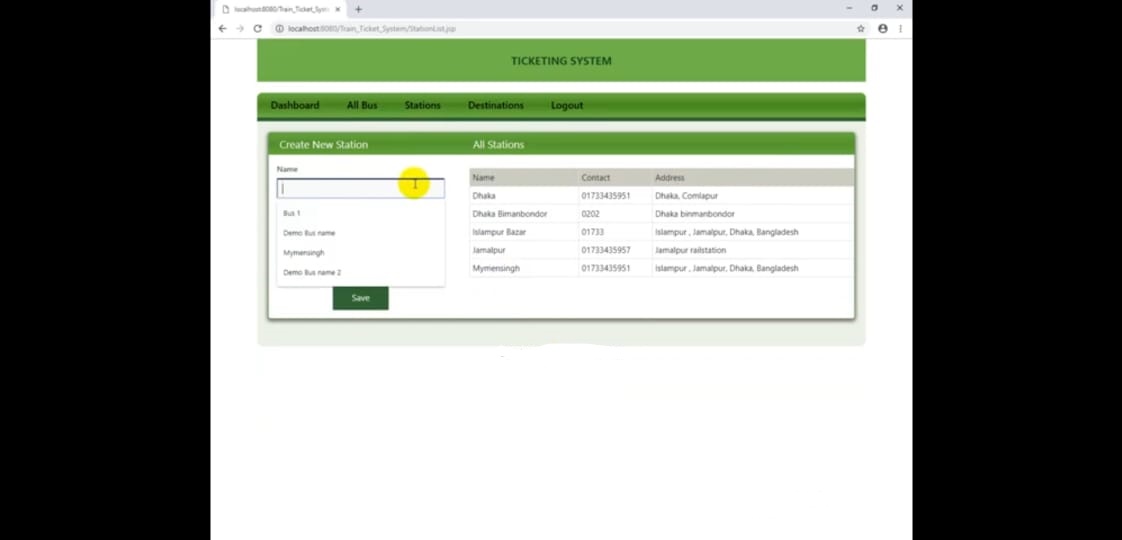 localhost:8080/Train_Ticket_Syst
localhost:8080/Train_Ticket_System/StationList.jsp
TICKETING SYSTEM
Dashboard All Bus Stations Destinations Logout
Create New Station
Name
Bus 1
Demo Bus name
Mymensingh
Demo Bus name 2
Save
All Stations
Name Contact Address
Dhaka 01733435951 Dhaka, Comlapur
Dhaka Bimanbondor 0202 Dhaka binmanbondor
Islampur Bazar 01733 Islampur , Jamalpur, Dhaka, Bangladesh
Jamalpur 01733435957 Jamalpur railstation
Mymensingh 01733435951 Islampur , Jamalpur, Dhaka, Bangladesh